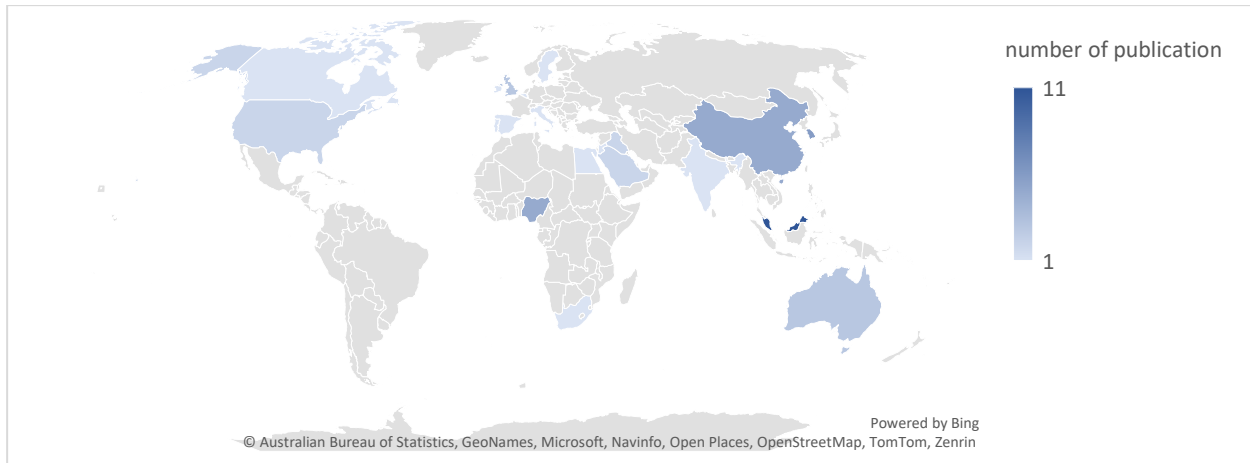 number of publication
11
1
Powered by Bing
© Australian Bureau of Statistics, GeoNames, Microsoft, Navinfo, Open Places, OpenStreetMap, TomTom, Zenrin